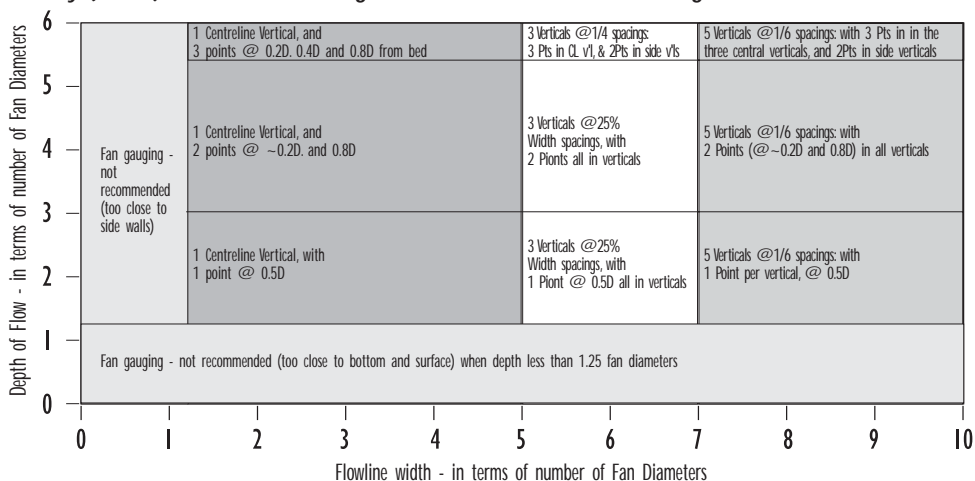 6
5
4
3
2
1
0
Depth of Flow - in terms of number of Fan Diameters
1 Centreline Vertical, and
3 points @ 0.2D. 0.4D and 0.8D from bed
3 Verticals @1/4 spacings:
3 Pts in CL v'l, & 2Pts in side v'ls
5 Verticals @1/6 spacings: with 3 Pts in in the
three central verticals, and 2Pts in side verticals
Fan gauging -
not
recommended
(too close to
side walls)
1 Centreline Vertical, and
2 points @ ~0.2D. and 0.8D
3 Verticals @25%
Width spacings, with
2 Pionts all in verticals
5 Verticals @1/6 spacings: with
2 Points (@~0.2D and 0.8D) in all verticals
1 Centreline Vertical, with
1 point @ 0.5D
3 Verticals @25%
Width spacings, with
1 Piont @ 0.5D all in verticals
5 Verticals @1/6 spacings: with
1 Point per vertical, @ 0.5D
Fan gauging - not recommended (too close to bottom and surface) when depth less than 1.25 fan diameters
0 1 2 3 4 5 6 7 8 9 10
Flowline width - in terms of number of Fan Diameters